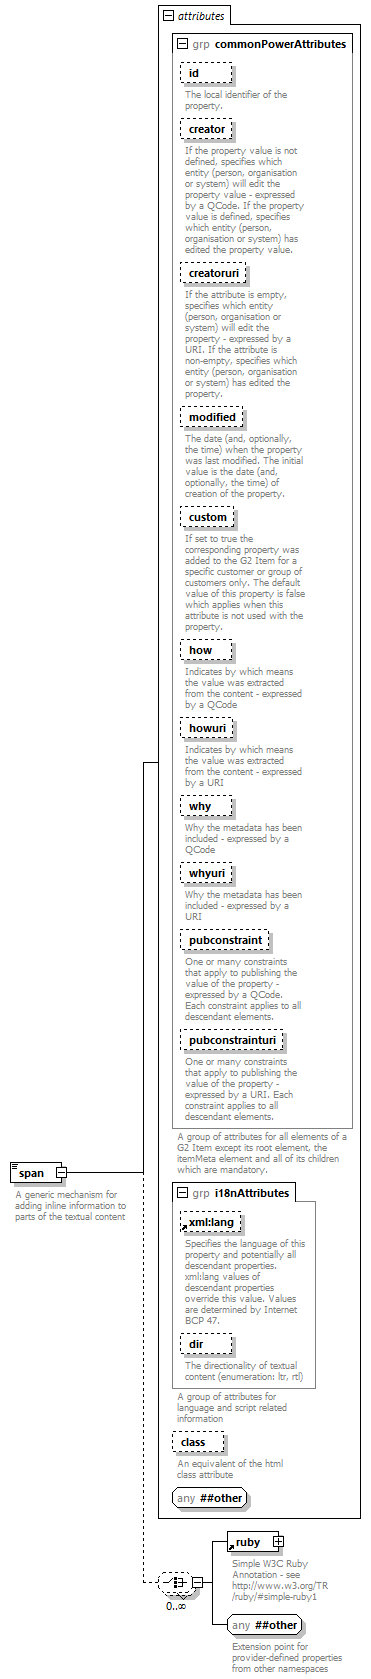 attributes
grp commonPowerAttributes
id
The local identifier of the
property.
creator
If the property value is not
defined, specifies which
entity (person, organisation
or system) will edit the
property value - expressed
by a QCode. If the property
value is defined, specifies
which entity (person,
organisation or system) has
edited the property value.
creatoruri
If the attribute is empty,
specifies which entity
(person, organisation or
system) will edit the
property - expressed by a
URI. If the attribute is
non-empty, specifies which
entity (person, organisation
or system) has edited the
property.
modified
The date (and, optionally,
the time) when the property
was last modified. The initial
value is the date (and,
optionally, the time) of
creation of the property.
custom
If set to true the
corresponding property was
added to the G2 Item for a
specific customer or group of
customers only. The default
value of this property is false
which applies when this
attribute is not used with the
property.
how
Indicates by which means
the value was extracted
from the content - expressed
by a QCode
howuri
Indicates by which means
the value was extracted
from the content - expressed
by a URI
why
Why the metadata has been
included - expressed by a
QCode
whyuri
Why the metadata has been
included - expressed by a
URI
pubconstraint
One or many constraints
that apply to publishing the
value of the property -
expressed by a QCode.
Each constraint applies to all
descendant elements.
pubconstrainturi
One or many constraints
that apply to publishing the
value of the property -
expressed by a URI. Each
constraint applies to all
descendant elements.
A group of attributes for all elements of a
G2 Item except its root element, the
itemMeta element and all of its children
which are mandatory.
span
A generic mechanism for
adding inline information to
parts of the textual content
grp i18nAttributes
xml:lang
Specifies the language of this
property and potentially all
descendant properties.
xml:lang values of
descendant properties
override this value. Values
are determined by Internet
BCP 47.
dir
The directionality of textual
content (enumeration: ltr, rtl)
A group of attributes for
language and script related
information
class
An equivalent of the html
class attribute
any ##other
0..∞
ruby
Simple W3C Ruby
Annotation - see
http://www.w3.org/TR
/ruby/#simple-ruby1
any ##other
Extension point for
provider-defined properties
from other namespaces